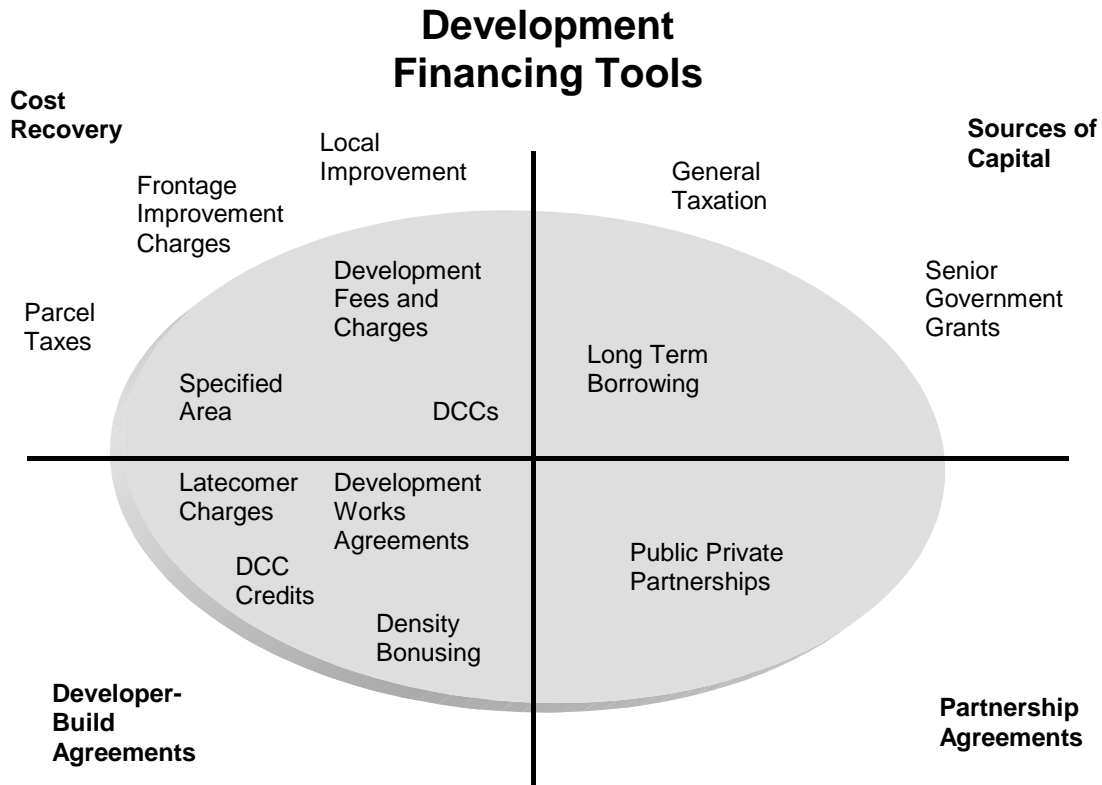 Development
Financing Tools
Cost
Recovery
Sources of
Capital
Local
Improvement
General
Taxation
Frontage
Improvement
Charges
Development
Fees and
Charges
Senior
Government
Grants
Parcel
Taxes
Long Term
Borrowing
Specified
Area
DCCs
Latecomer
Charges
Development
Works
Agreements
Public Private
Partnerships
DCC
Credits
Density
Bonusing
Developer-
Build
Agreements
Partnership
Agreements